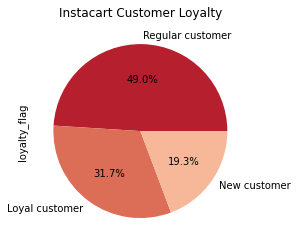 Instacart Customer Loyalty
Regular customer
49.0%
loyalty_flag
31.7%
19.3%
New customer
Loyal customer